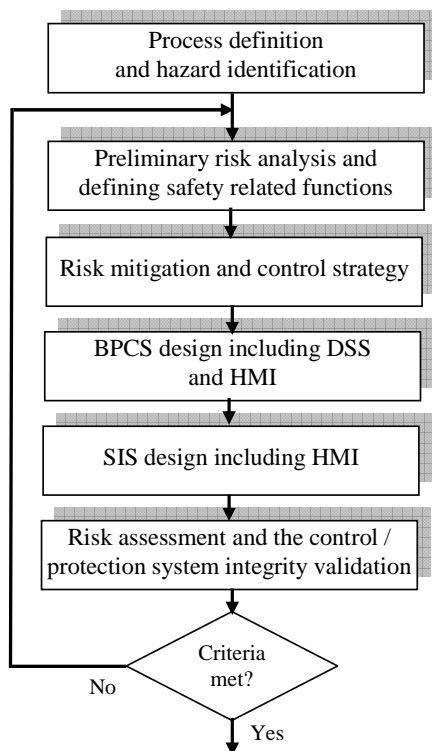 Process definition
and hazard identification
Preliminary risk analysis and
defining safety related functions
Risk mitigation and control strategy
BPCS design including DSS
and HMI
SIS design including HMI
Risk assessment and the control /
protection system integrity validation
Criteria
met?
No
Yes